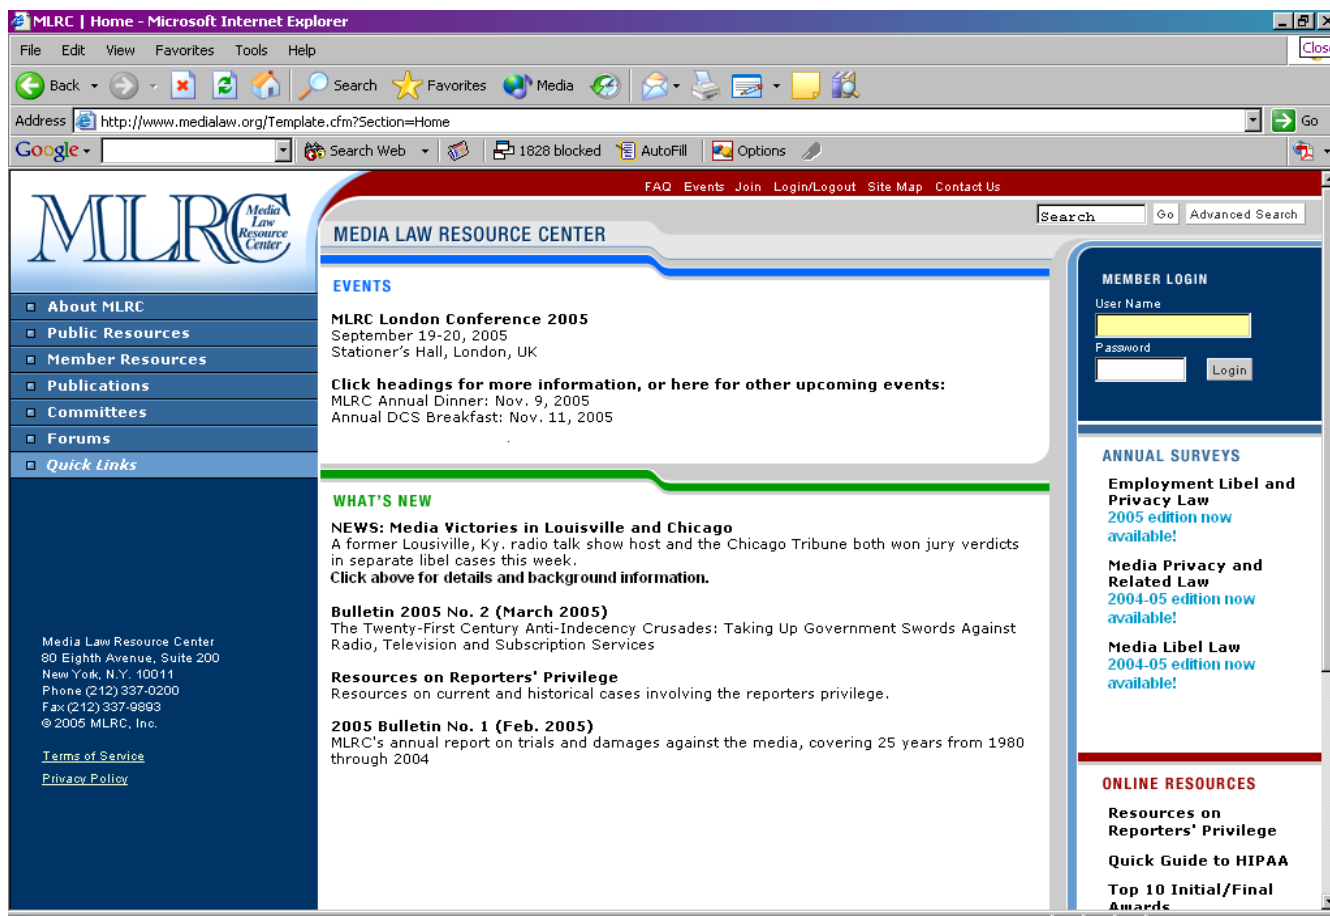 MLRC | Home - Microsoft Internet Explorer
File Edit View Favorites Tools Help
Clos
Back Search Favorites Media
Address http://www.medialaw.org/Template.cfm?Section=Home Go
Google Search Web 1828 blocked AutoFill Options
MLRC
Media
Law
Resource
Center
FAQ Events Join Login/Logout Site Map Contact Us
Search Go Advanced Search
MEDIA LAW RESOURCE CENTER
About MLRC
Public Resources
Member Resources
Publications
Committees
Forums
Quick Links
Media Law Resource Center
80 Eighth Avenue, Suite 200
New York, N.Y. 10011
Phone (212) 337-0200
Fax (212) 337-9893
© 2005 MLRC, Inc.
Terms of Service
Privacy Policy
EVENTS
MLRC London Conference 2005
September 19-20, 2005
Stationer's Hall, London, UK
Click headings for more information, or here for other upcoming events:
MLRC Annual Dinner: Nov. 9, 2005
Annual DCS Breakfast: Nov. 11, 2005
.
WHAT'S NEW
NEWS: Media Victories in Louisville and Chicago
A former Lousiville, Ky. radio talk show host and the Chicago Tribune both won jury verdicts
in separate libel cases this week.
Click above for details and background information.
Bulletin 2005 No. 2 (March 2005)
The Twenty-First Century Anti-Indecency Crusades: Taking Up Government Swords Against
Radio, Television and Subscription Services
Resources on Reporters' Privilege
Resources on current and historical cases involving the reporters privilege.
2005 Bulletin No. 1 (Feb. 2005)
MLRC's annual report on trials and damages against the media, covering 25 years from 1980
through 2004
MEMBER LOGIN
User Name
Password
Login
ANNUAL SURVEYS
Employment Libel and
Privacy Law
2005 edition now
available!
Media Privacy and
Related Law
2004-05 edition now
available!
Media Libel Law
2004-05 edition now
available!
ONLINE RESOURCES
Resources on
Reporters' Privilege
Quick Guide to HIPAA
Top 10 Initial/Final
Awards